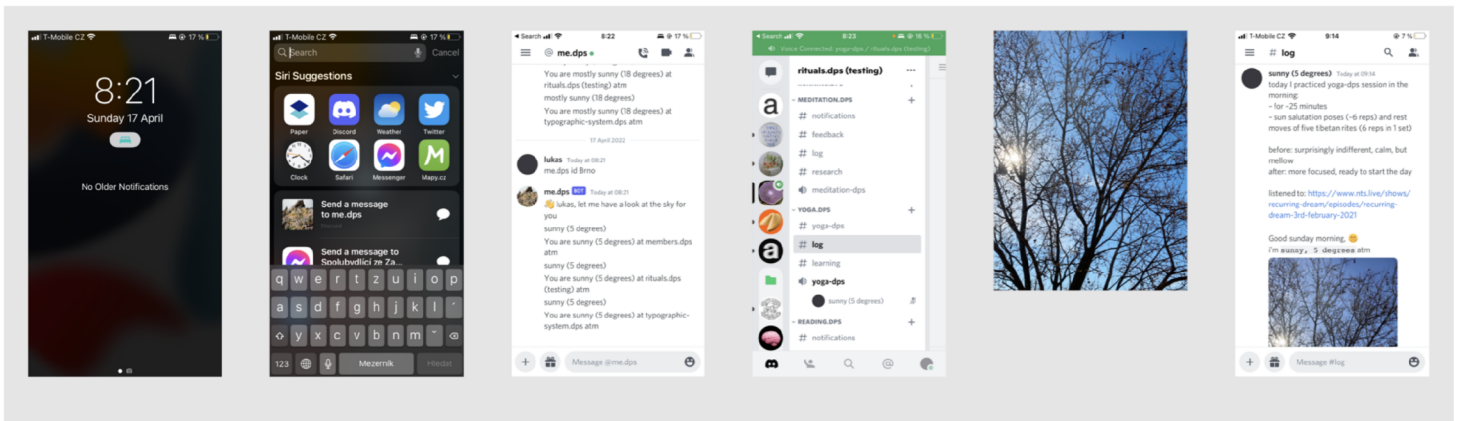 T-Mobile CZ
17 %
8:21
Sunday 17 April
No Older Notifications
T-Mobile CZ
17 %
Search
Cancel
Siri Suggestions
Paper
Discord
Weather
Twitter
Clock
Safari
Messenger
Mapy.cz
Send a message
to me.dps
Discord
Send a message to
Spolubydlící ze Za...
q w e r t z u i o p
a s d f g h j k l ´
y x c v b n m ˇ
123
Mezerník
Hledat
Search
8:22
17 %
@ me.dps
You are mostly sunny (18 degrees) at
rituals.dps (testing) atm
mostly sunny (18 degrees)
You are mostly sunny (18 degrees) at
typographic-system.dps atm
17 April 2022
lukas Today at 08:21
me.dps id Brno
me.dps BOT Today at 08:21
👋 lukas, let me have a look at the sky for
you
sunny (5 degrees)
You are sunny (5 degrees) at members.dps
atm
sunny (5 degrees)
You are sunny (5 degrees) at rituals.dps
(testing) atm
sunny (5 degrees)
You are sunny (5 degrees) at typographic-
system.dps atm
Message @me.dps
Search
8:23
16 %
Voice Connected: yoga-dps / rituals.dps (testing)
rituals.dps (testing)
...
MEDITATION.DPS
# notifications
# feedback
# log
# research
meditation-dps
YOGA.DPS
# yoga-dps
# log
# learning
yoga-dps
sunny (5 degrees)
READING.DPS
# notifications
a
a
T-Mobile CZ
9:14
7 %
# log
sunny (5 degrees) Today at 09:14
today I practiced yoga-dps session in the
morning:
– for ~25 minutes
– sun salutation poses (~6 reps) and rest
moves of five tibetan rites (6 reps in 1 set)
before: surprisingly indifferent, calm, but
mellow
after: more focused, ready to start the day
listened to: https://www.nts.live/shows/
recurring-dream/episodes/recurring-
dream-3rd-february-2021
Good sunday morning, 😊
i'm sunny, 5 degrees atm
Message #log